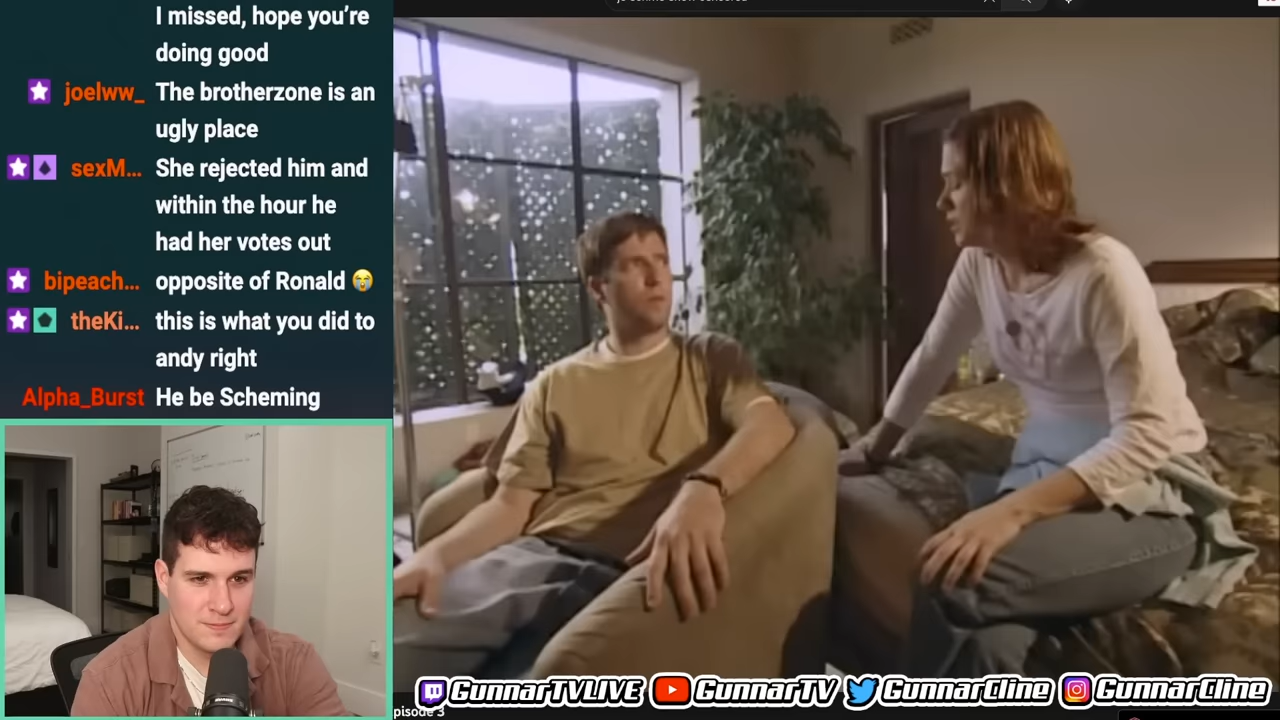 I missed, hope you're
doing good
joelww_ The brotherzone is an
ugly place
sexM... She rejected him and
within the hour he
had her votes out
bipeach... opposite of Ronald 😭
theKi... this is what you did to
andy right
Alpha_Burst He be Scheming
GunnarTVLIVE GunnarTV GunnarCline GunnarCline
pisode 3